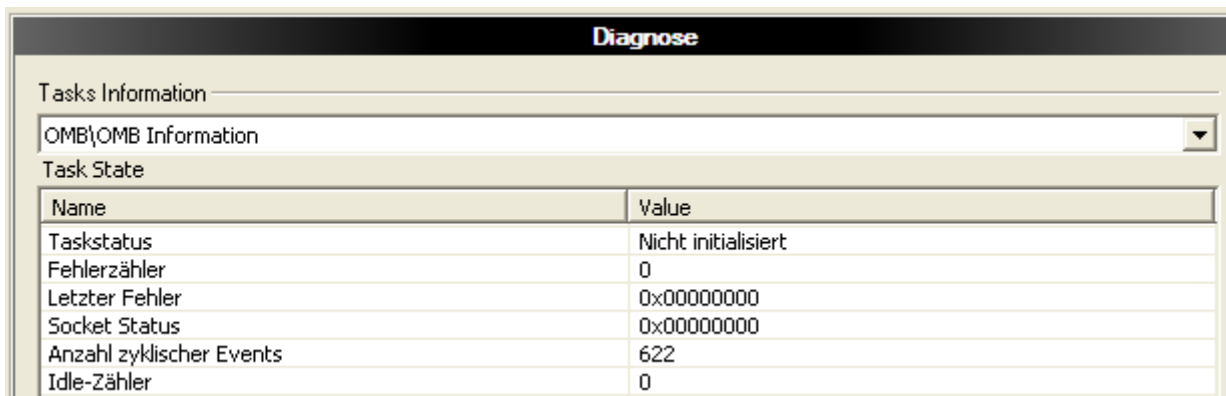 Diagnose
Tasks Information
OMB\OMB Information
Task State
Name Value
Taskstatus Nicht initialisiert
Fehlerzähler 0
Letzter Fehler 0x00000000
Socket Status 0x00000000
Anzahl zyklischer Events 622
Idle-Zähler 0